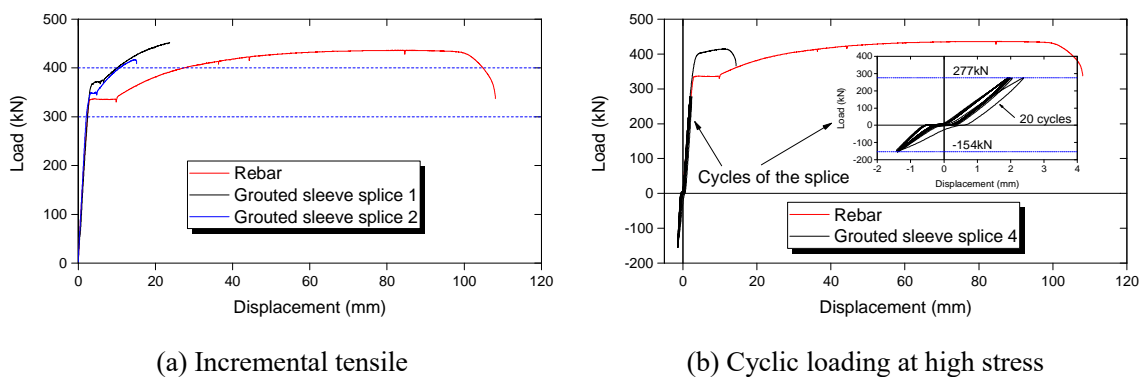 500
400
300
200
100
0
Load (kN)
0 20 40 60 80 100 120
Displacement (mm)
Rebar
Grouted sleeve splice 1
Grouted sleeve splice 2
(a) Incremental tensile
500
400
300
200
100
0
-100
-200
Load (kN)
0 20 40 60 80 100 120
Displacement (mm)
Cycles of the splice
Rebar
Grouted sleeve splice 4
400
300
200
100
0
-100
-200
Load (kN)
-2 -1 0 1 2 3 4
Displacement (mm)
277kN
20 cycles
-154kN
(b) Cyclic loading at high stress